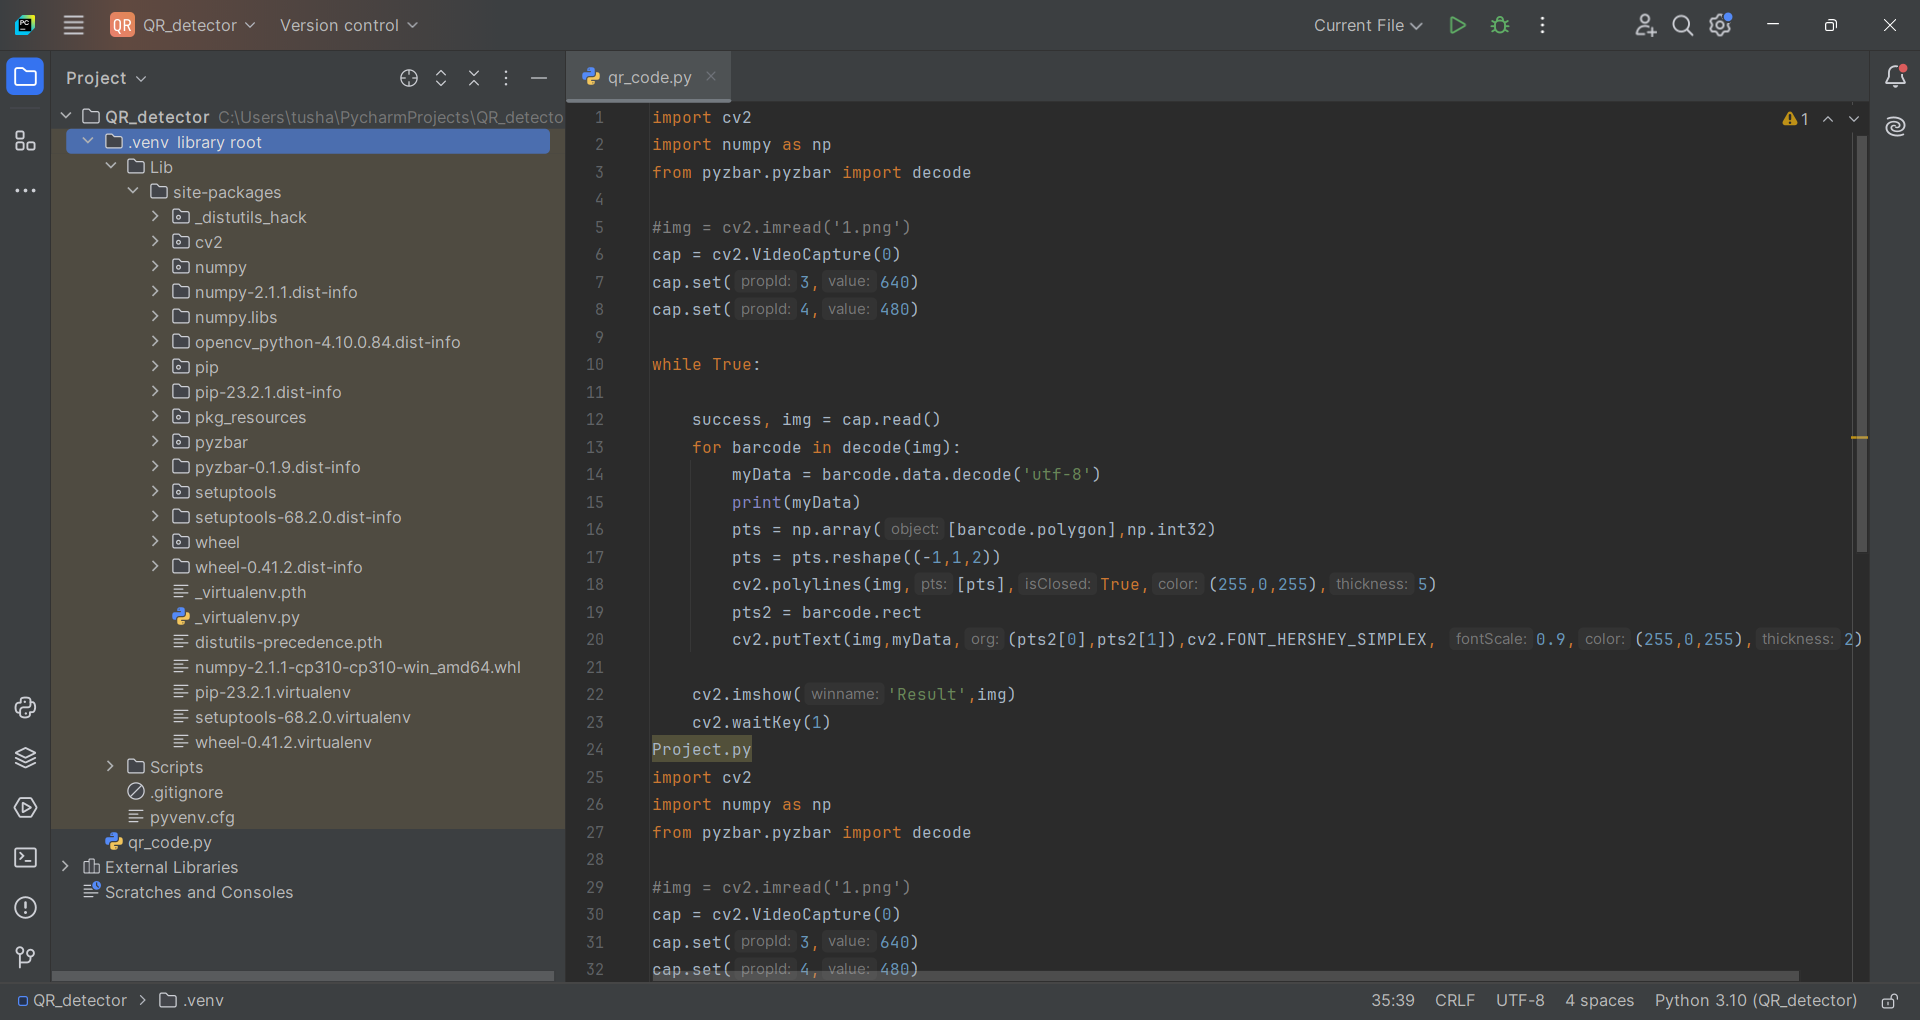 PC
QR QR_detector Version control Current File
Project
QR_detector C:\Users\tusha\PycharmProjects\QR_detecto
.venv library root
Lib
site-packages
_distutils_hack
cv2
numpy
numpy-2.1.1.dist-info
numpy.libs
opencv_python-4.10.0.84.dist-info
pip
pip-23.2.1.dist-info
pkg_resources
pyzbar
pyzbar-0.1.9.dist-info
setuptools
setuptools-68.2.0.dist-info
wheel
wheel-0.41.2.dist-info
_virtualenv.pth
_virtualenv.py
distutils-precedence.pth
numpy-2.1.1-cp310-cp310-win_amd64.whl
pip-23.2.1.virtualenv
setuptools-68.2.0.virtualenv
wheel-0.41.2.virtualenv
Scripts
.gitignore
pyvenv.cfg
qr_code.py
External Libraries
Scratches and Consoles
qr_code.py
1 import cv2
1
2 import numpy as np
3 from pyzbar.pyzbar import decode
4
5 #img = cv2.imread('1.png')
6 cap = cv2.VideoCapture(0)
7 cap.set( propId: 3, value: 640)
8 cap.set( propId: 4, value: 480)
9
10 while True:
11
12 success, img = cap.read()
13 for barcode in decode(img):
14 myData = barcode.data.decode('utf-8')
15 print(myData)
16 pts = np.array( object: [barcode.polygon],np.int32)
17 pts = pts.reshape((-1,1,2))
18 cv2.polylines(img, pts: [pts], isClosed: True, color: (255,0,255), thickness: 5)
19 pts2 = barcode.rect
20 cv2.putText(img,myData, org: (pts2[0],pts2[1]),cv2.FONT_HERSHEY_SIMPLEX, fontScale: 0.9, color: (255,0,255), thickness: 2)
21
22 cv2.imshow( winname: 'Result',img)
23 cv2.waitKey(1)
24 Project.py
25 import cv2
26 import numpy as np
27 from pyzbar.pyzbar import decode
28
29 #img = cv2.imread('1.png')
30 cap = cv2.VideoCapture(0)
31 cap.set( propId: 3, value: 640)
32 cap.set( propId: 4, value: 480)
QR_detector > .venv 35:39 CRLF UTF-8 4 spaces Python 3.10 (QR_detector)